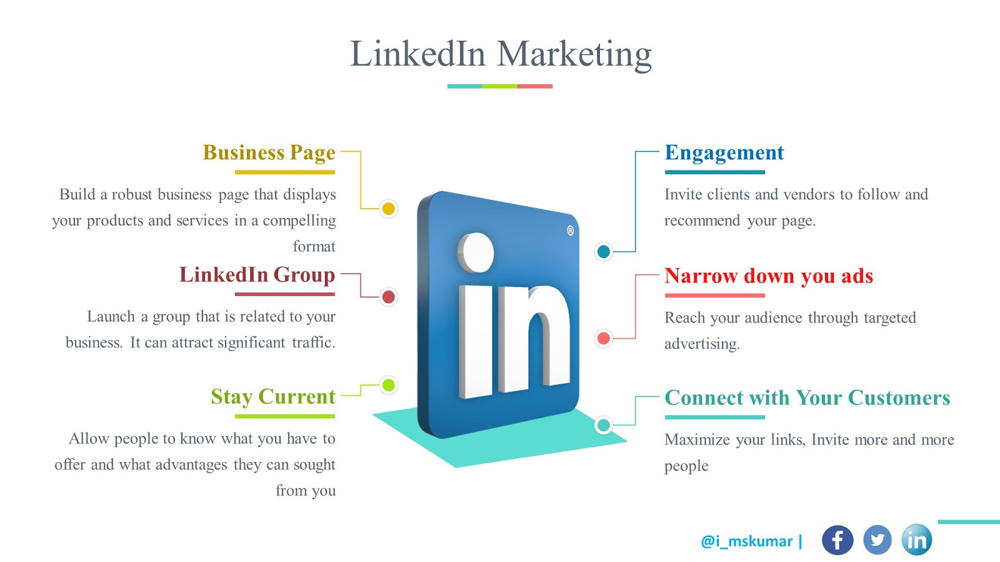 LinkedIn Marketing
Business Page
Build a robust business page that displays
your products and services in a compelling
format
LinkedIn Group
Launch a group that is related to your
business. It can attract significant traffic.
Stay Current
Allow people to know what you have to
offer and what advantages they can sought
from you
in
®
Engagement
Invite clients and vendors to follow and
recommend your page.
Narrow down you ads
Reach your audience through targeted
advertising.
Connect with Your Customers
Maximize your links, Invite more and more
people
@i_mskumar |
f
in